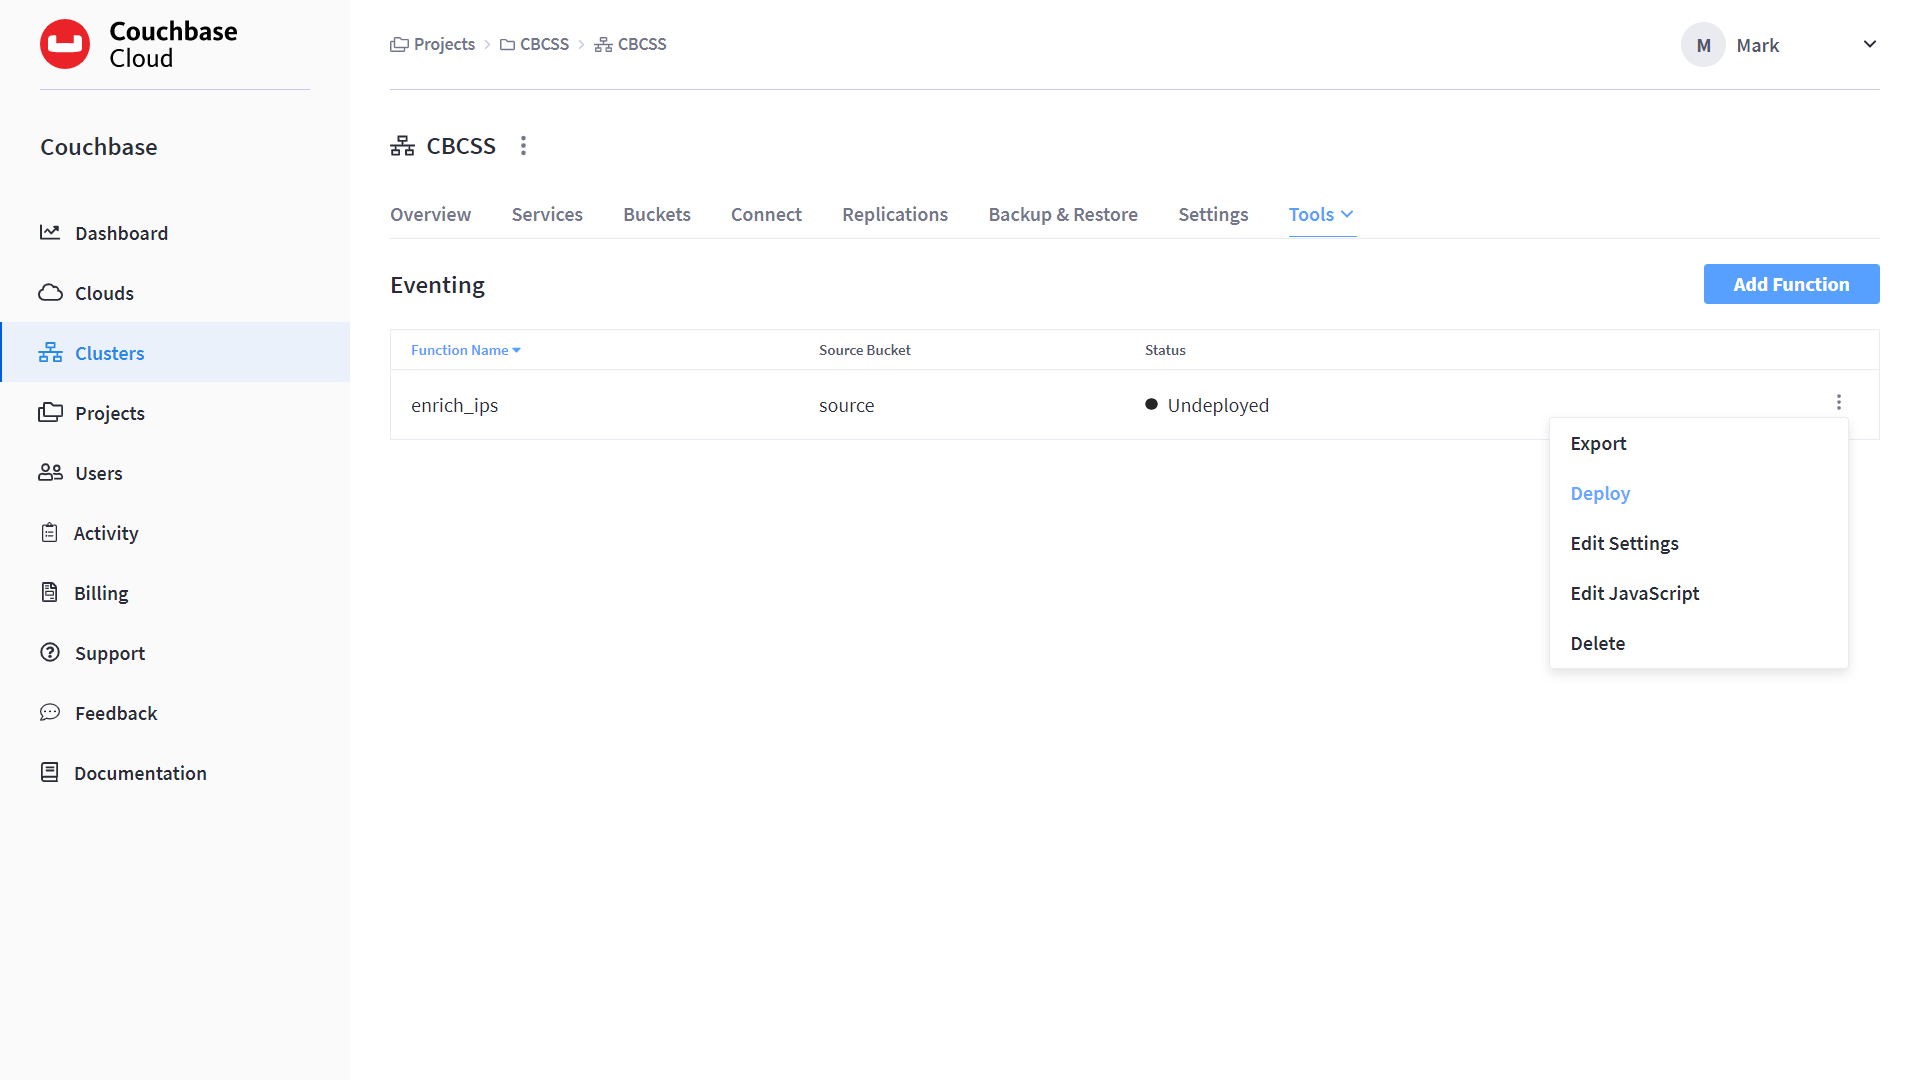 Couchbase
Cloud
Projects
CBCSS
CBCSS
M
Mark
Couchbase
Dashboard
Clouds
Clusters
Projects
Users
Activity
Billing
Support
Feedback
Documentation
CBCSS
Overview
Services
Buckets
Connect
Replications
Backup & Restore
Settings
Tools
Eventing
Add Function
Function Name
Source Bucket
Status
enrich_ips
source
Undeployed
Export
Deploy
Edit Settings
Edit JavaScript
Delete